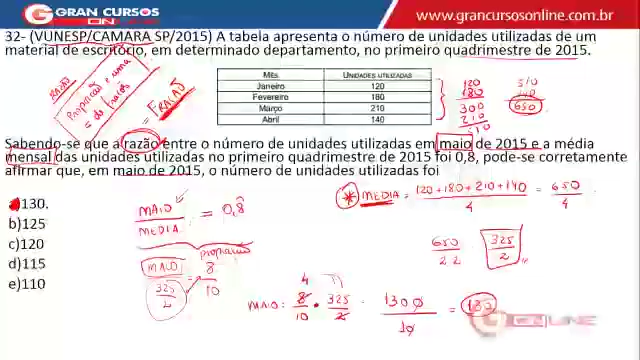 GRAN CURSOS
ONLINE
www.grancursosonline.com.br
32- (VUNESP/CAMARA SP/2015) A tabela apresenta o número de unidades utilizadas de um
material de escritório, em determinado departamento, no primeiro quadrimestre de 2015.
RAZÃO
Proporção é uma
= de frações
= FRAÇÃO
MÊS UNIDADES UTILIZADAS
Janeiro 120
Fevereiro 180
Março 210
Abril 140
120
180
300
210
510
510
140
650
Sabendo-se que a razão entre o número de unidades utilizadas em maio de 2015 e a média
mensal das unidades utilizadas no primeiro quadrimestre de 2015 foi 0,8, pode-se corretamente
afirmar que, em maio de 2015, o número de unidades utilizadas foi
130.
b)125
c)120
d)115
e)110
MAIO
MÉDIA
= 0,8
proporção
MAIO
325
2
= 8
10
* MÉDIA = 120+180+210+140 = 650
4 4
650
2 2
325
2
4
MAIO: 8 • 325 = 1300 = 130
10 2 10
ONLINE